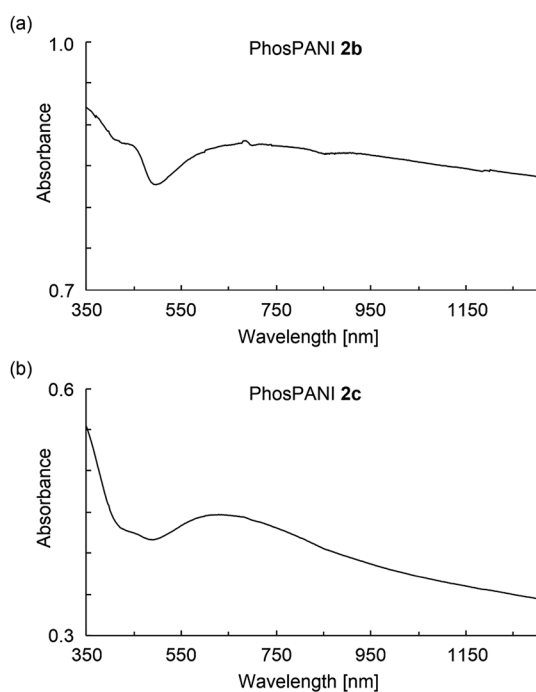 (a)
PhosPANI 2b
1.0
Absorbance
0.7
350 550 750 950 1150
Wavelength [nm]
(b)
PhosPANI 2c
0.6
Absorbance
0.3
350 550 750 950 1150
Wavelength [nm]